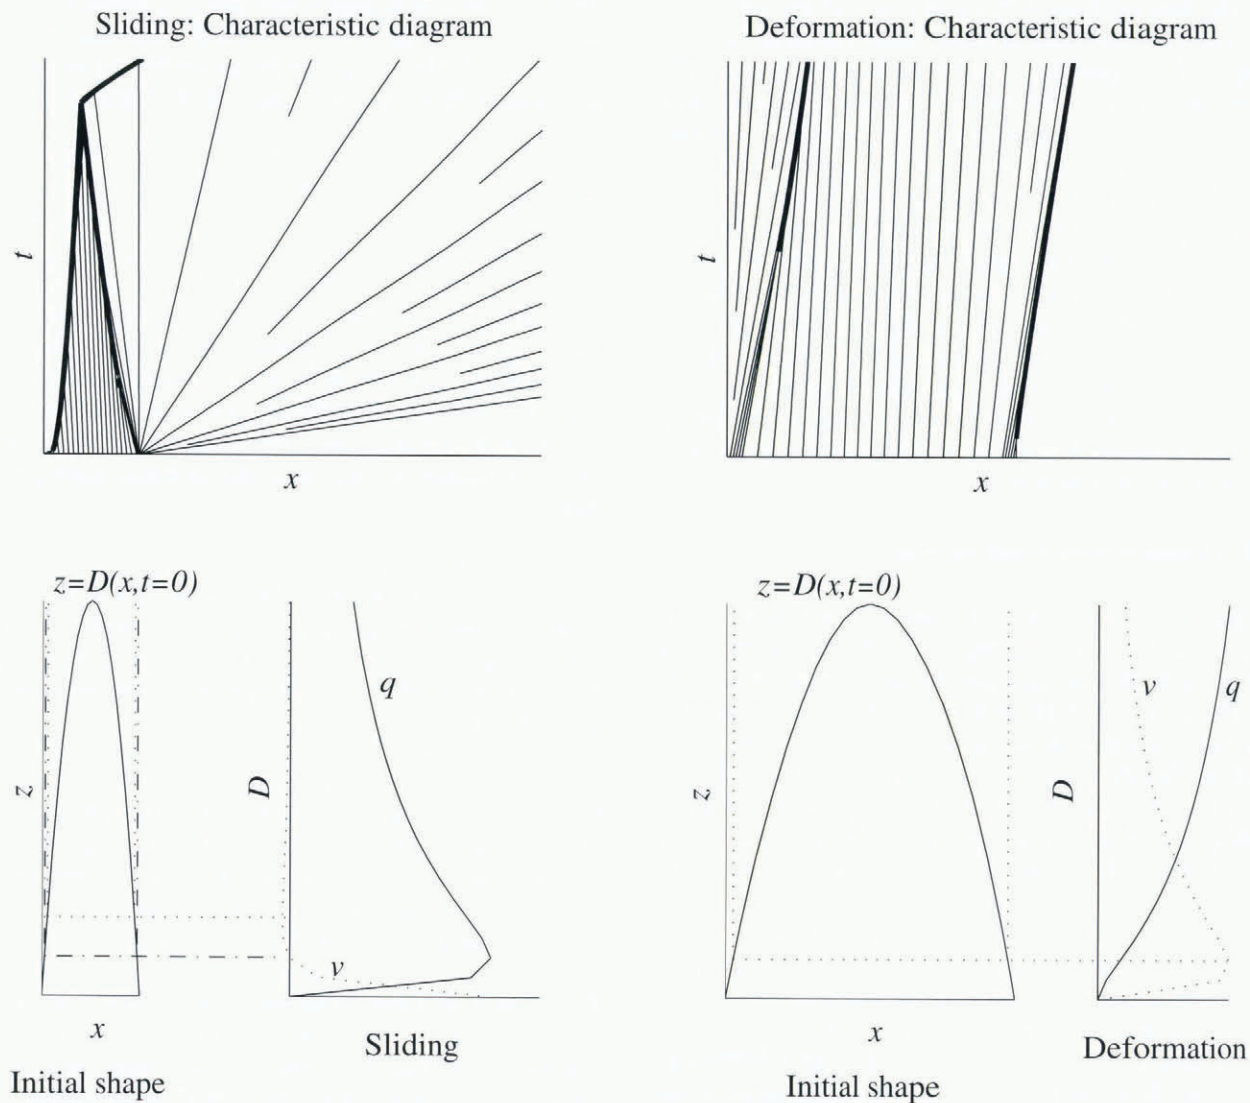 Sliding: Characteristic diagram
t
x
Deformation: Characteristic diagram
t
x
z=D(x,t=0)
z
x
Initial shape
D
q
v
Sliding
z=D(x,t=0)
z
x
Initial shape
D
v
q
Deformation